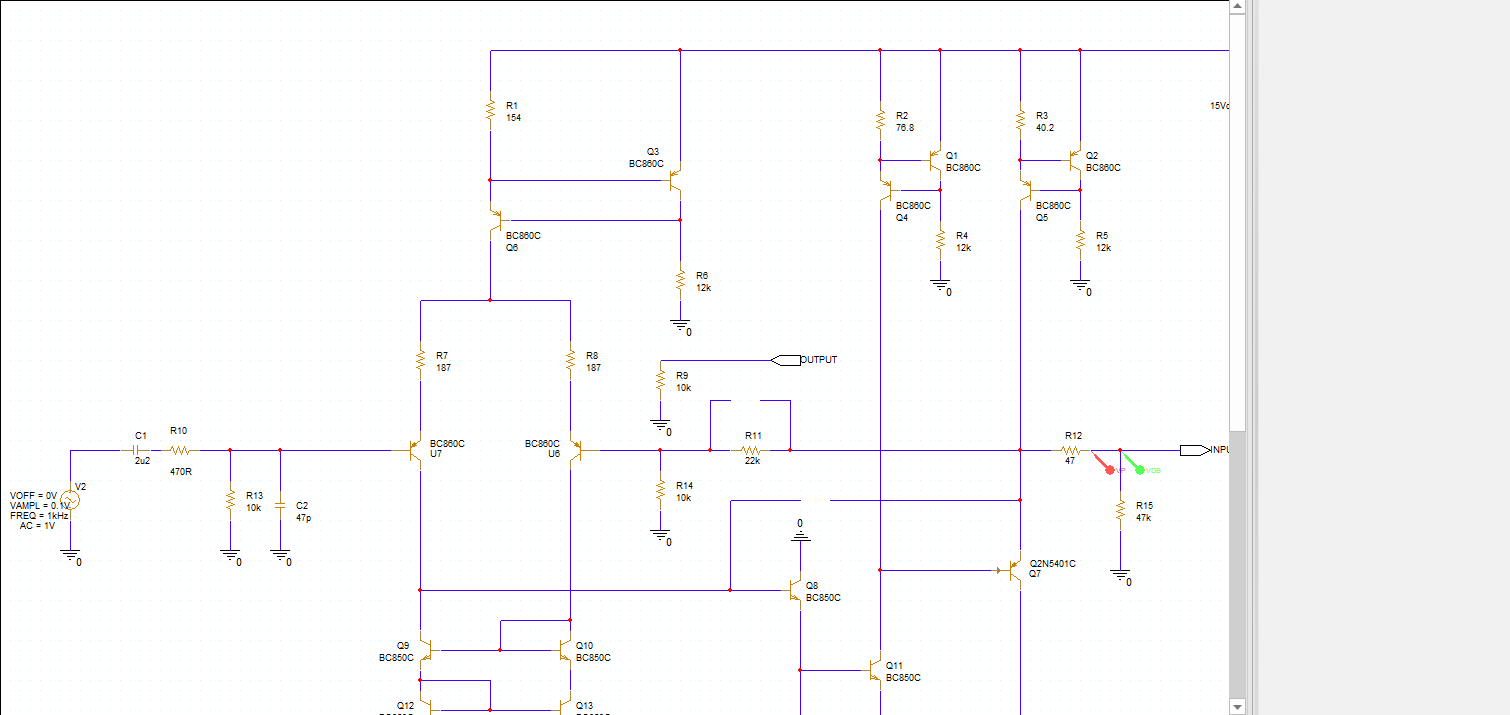 R1
154
R2
76.8
R3
40.2
15V
Q3
BC860C
Q1
BC860C
Q2
BC860C
BC860C
Q4
BC860C
Q5
BC860C
Q6
R4
12k
R5
12k
R6
12k
0
0
0
R7
187
R8
187
OUTPUT
R9
10k
0
C1
2u2
R10
470R
BC860C
U7
BC860C
U6
R11
22k
R12
47
INPU
VP
VDB
V2
VOFF = 0V
VAMPL = 0.1V
FREQ = 1kHz
AC = 1V
0
R13
10k
0
C2
47p
0
R14
10k
0
R15
47k
0
0
Q8
BC850C
Q2N5401C
Q7
Q9
BC850C
Q10
BC850C
Q11
BC850C
Q12
Q13